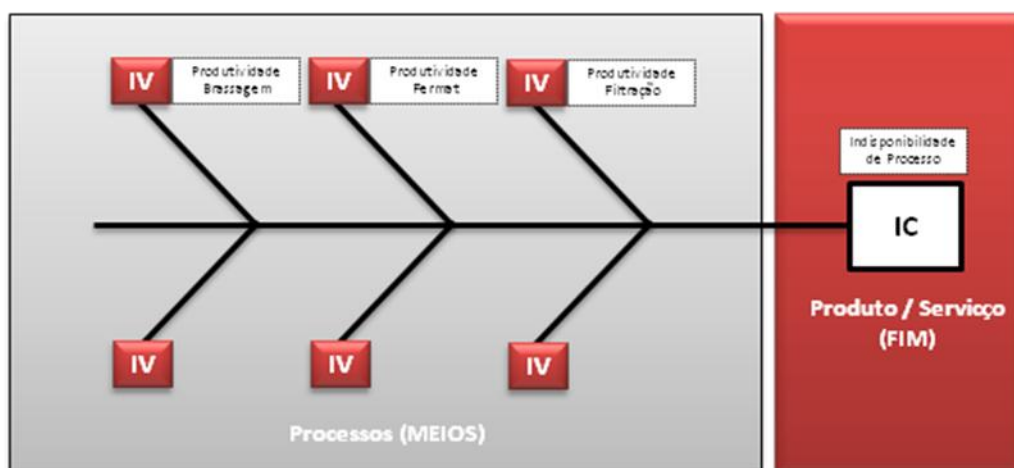 IV
Produtividade
Brassagem
IV
Produtividade
Fermat
IV
Produtividade
Filtração
Indisponibilidade
de Processo
IC
Produto / Servicço
(FIM)
IV
IV
IV
Processos (MEIOS)